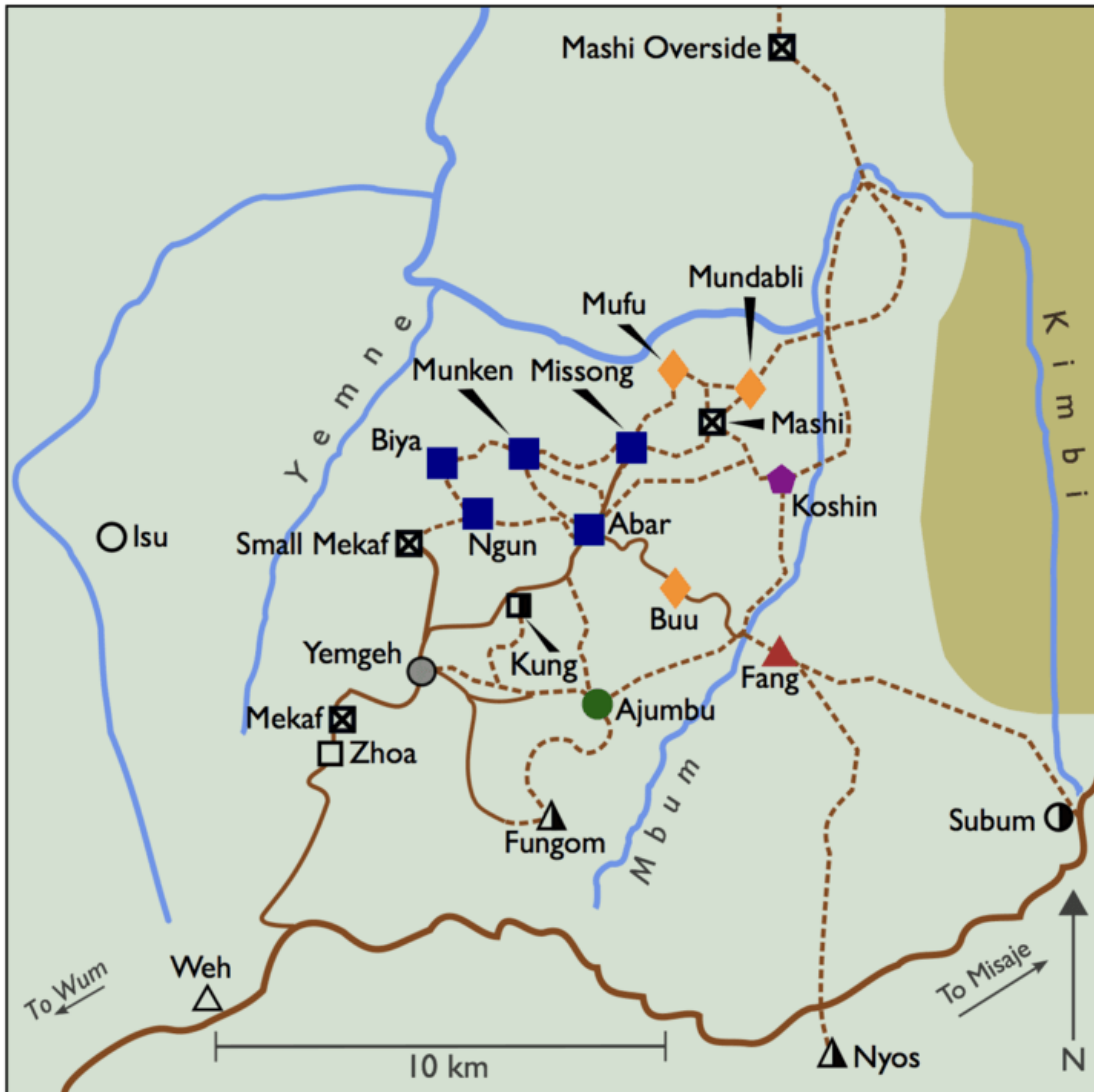 Mashi Overside
Mundabli
Mufu
Munken
Missong
Mashi
Biya
Yemne
Kimbi
Koshin
Isu
Small Mekaf
Ngun
Abar
Buu
Kung
Yemgeh
Fang
Ajumbu
Mekaf
Zhoa
Mbum
Subum
Fungom
Weh
To Wum
To Misaje
10 km
Nyos
N